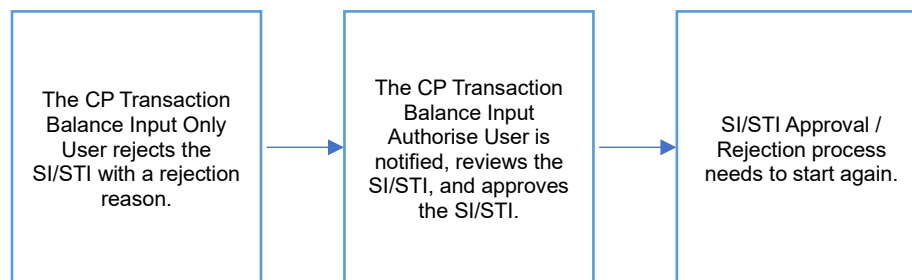 The CP Transaction
Balance Input Only
User rejects the
SI/STI with a rejection
reason.
The CP Transaction
Balance Input
Authorise User is
notified, reviews the
SI/STI, and approves
the SI/STI.
SI/STI Approval /
Rejection process
needs to start again.